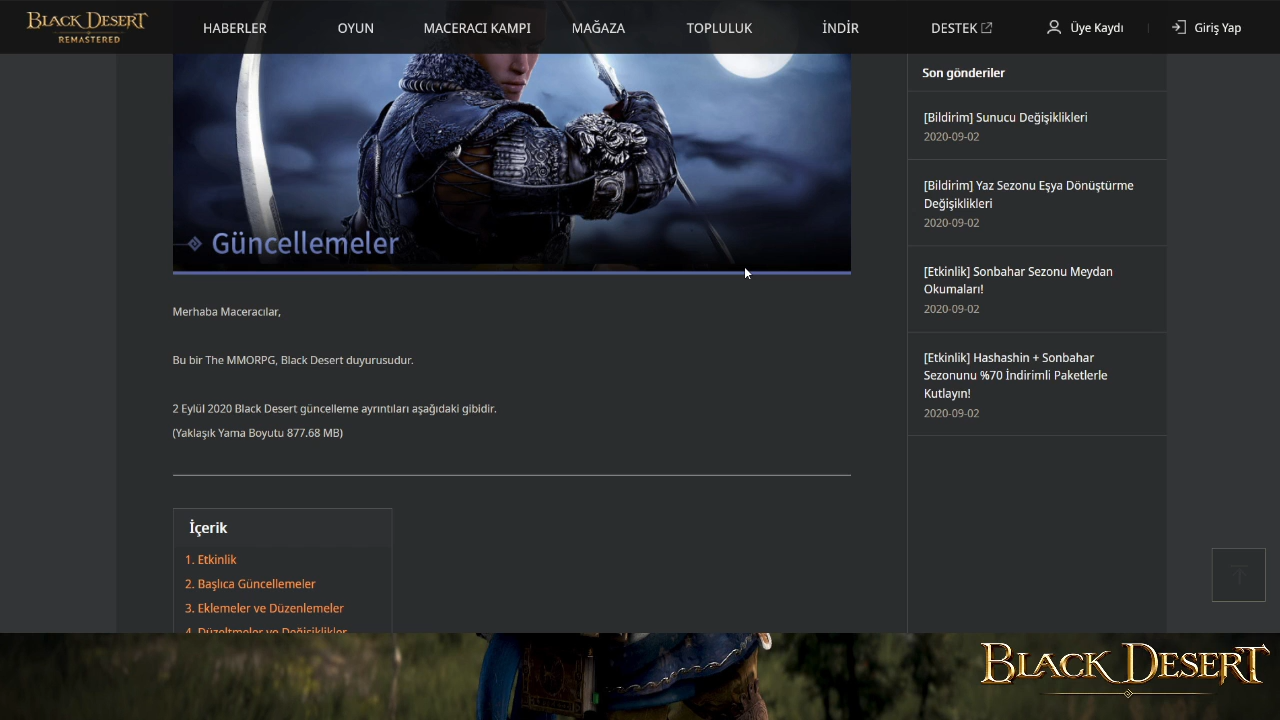 BLACK DESERT
REMASTERED
HABERLER
OYUN
MACERACI KAMPI
MAĞAZA
TOPLULUK
İNDİR
DESTEK
Üye Kaydı
Giriş Yap
Güncellemeler
Merhaba Maceracılar,
Bu bir The MMORPG, Black Desert duyurusudur.
2 Eylül 2020 Black Desert güncelleme ayrıntıları aşağıdaki gibidir.
(Yaklaşık Yama Boyutu 877.68 MB)
İçerik
1. Etkinlik
2. Başlıca Güncellemeler
3. Eklemeler ve Düzenlemeler
4. Düzeltmeler ve Değişiklikler
Son gönderiler
[Bildirim] Sunucu Değişiklikleri
2020-09-02
[Bildirim] Yaz Sezonu Eşya Dönüştürme
Değişiklikleri
2020-09-02
[Etkinlik] Sonbahar Sezonu Meydan
Okumaları!
2020-09-02
[Etkinlik] Hashashin + Sonbahar
Sezonunu %70 İndirimli Paketlerle
Kutlayın!
2020-09-02
BLACK DESERT